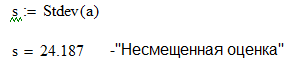 s := Stdev(a)
s = 24.187 -"Несмещенная оценка"